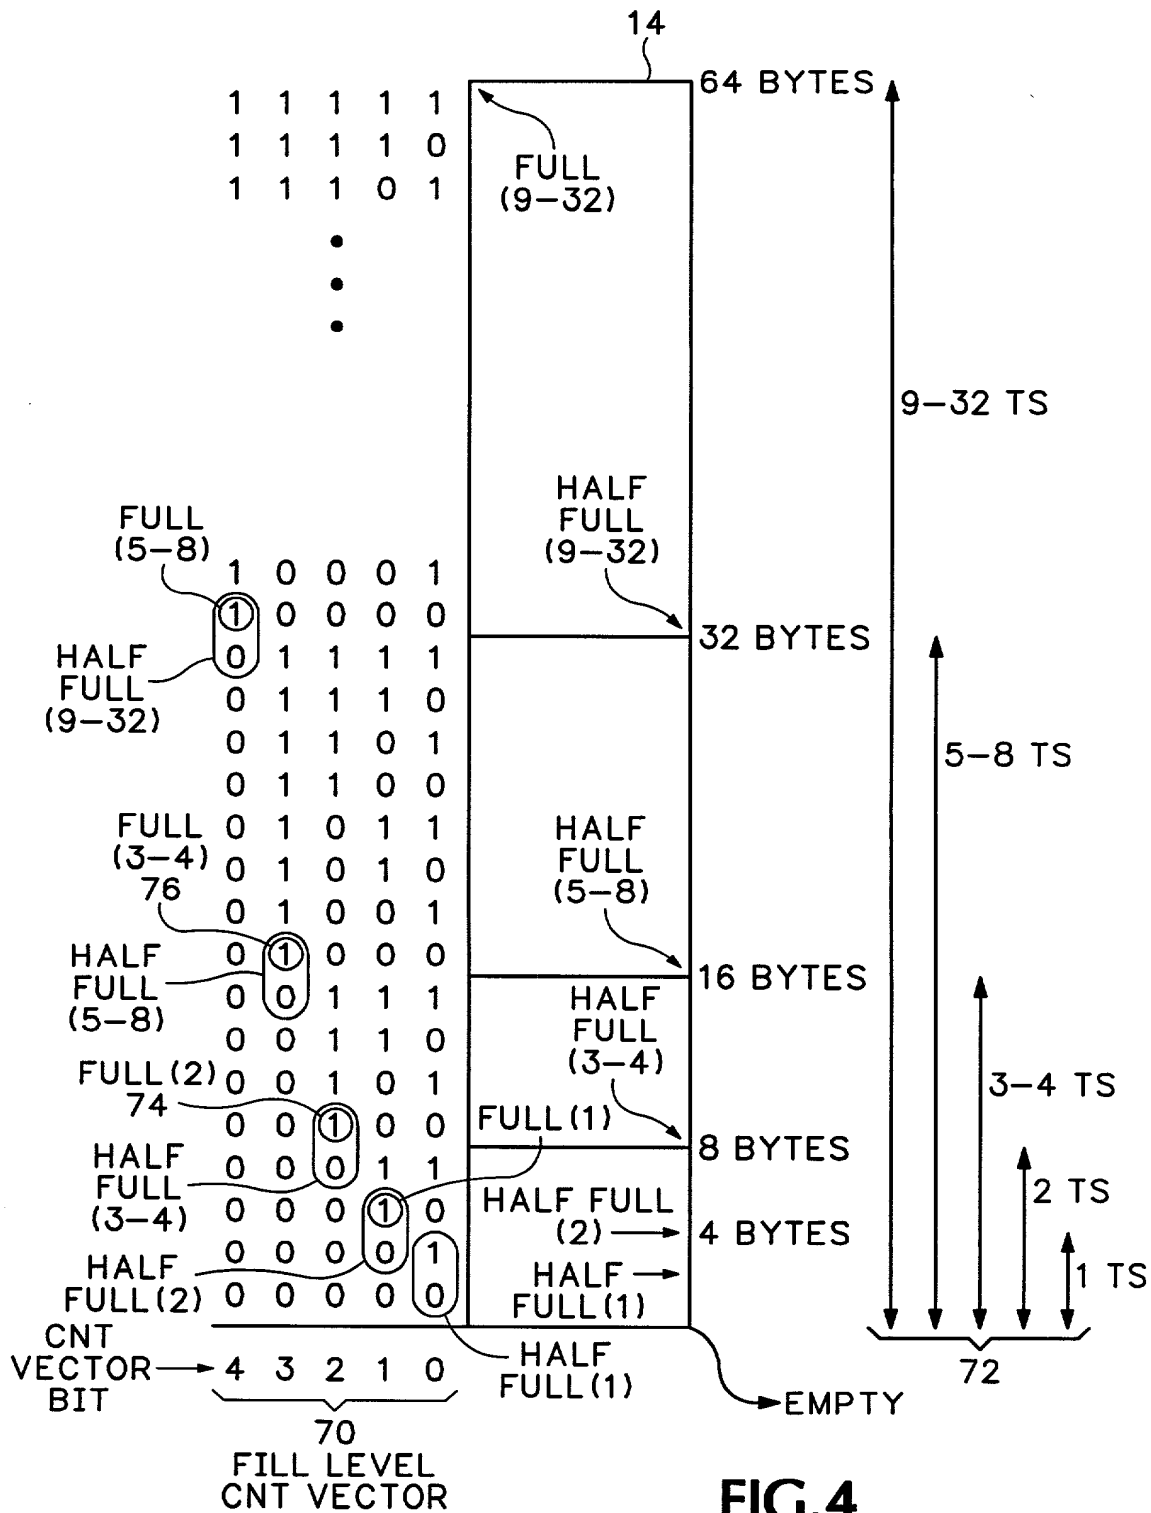 14
64 BYTES
1 1 1 1 1
1 1 1 1 0
1 1 1 0 1
FULL
(9-32)
9-32 TS
HALF
FULL
(9-32)
FULL
(5-8)
1 0 0 0 1
1 0 0 0 0
32 BYTES
HALF
FULL
(9-32)
0 1 1 1 1
0 1 1 1 0
0 1 1 0 1
5-8 TS
0 1 1 0 0
FULL
(3-4)
76
0 1 0 1 1
0 1 0 1 0
0 1 0 0 1
HALF
FULL
(5-8)
0 1 0 0 0
16 BYTES
HALF
FULL
(5-8)
0 0 1 1 1
0 0 1 1 0
HALF
FULL
(3-4)
FULL(2)
74
0 0 1 0 1
3-4 TS
0 0 1 0 0
FULL(1)
8 BYTES
HALF
FULL
(3-4)
0 0 0 1 1
0 0 0 1 0
HALF FULL
(2)
4 BYTES
2 TS
HALF
FULL(2)
0 0 0 0 1
0 0 0 0 0
HALF
FULL(1)
1 TS
CNT
VECTOR
BIT
4 3 2 1 0
HALF
FULL(1)
72
EMPTY
70
FILL LEVEL
CNT VECTOR
FIG.4